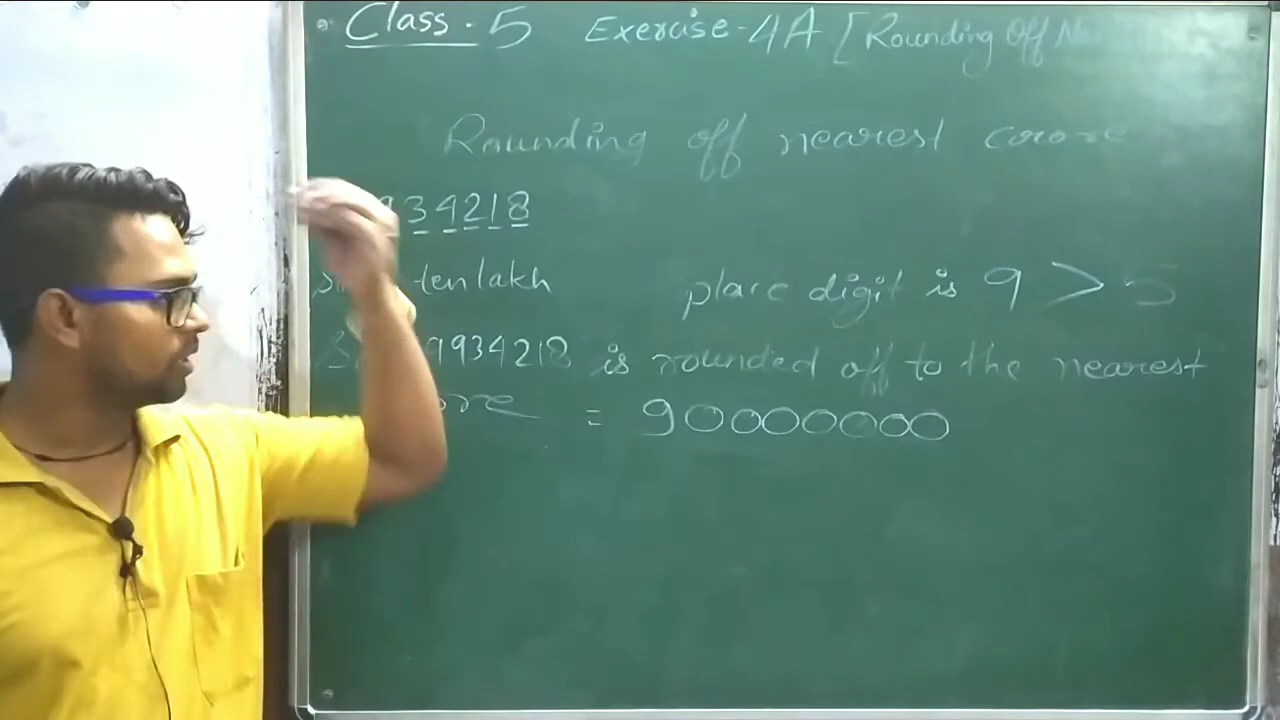 Class . 5 Exercise - 4A [ Rounding Off
Rounding off nearest
934218
tenlakh place digit is 9 > 5
9934218 is rounded off to the nearest
= 90000000